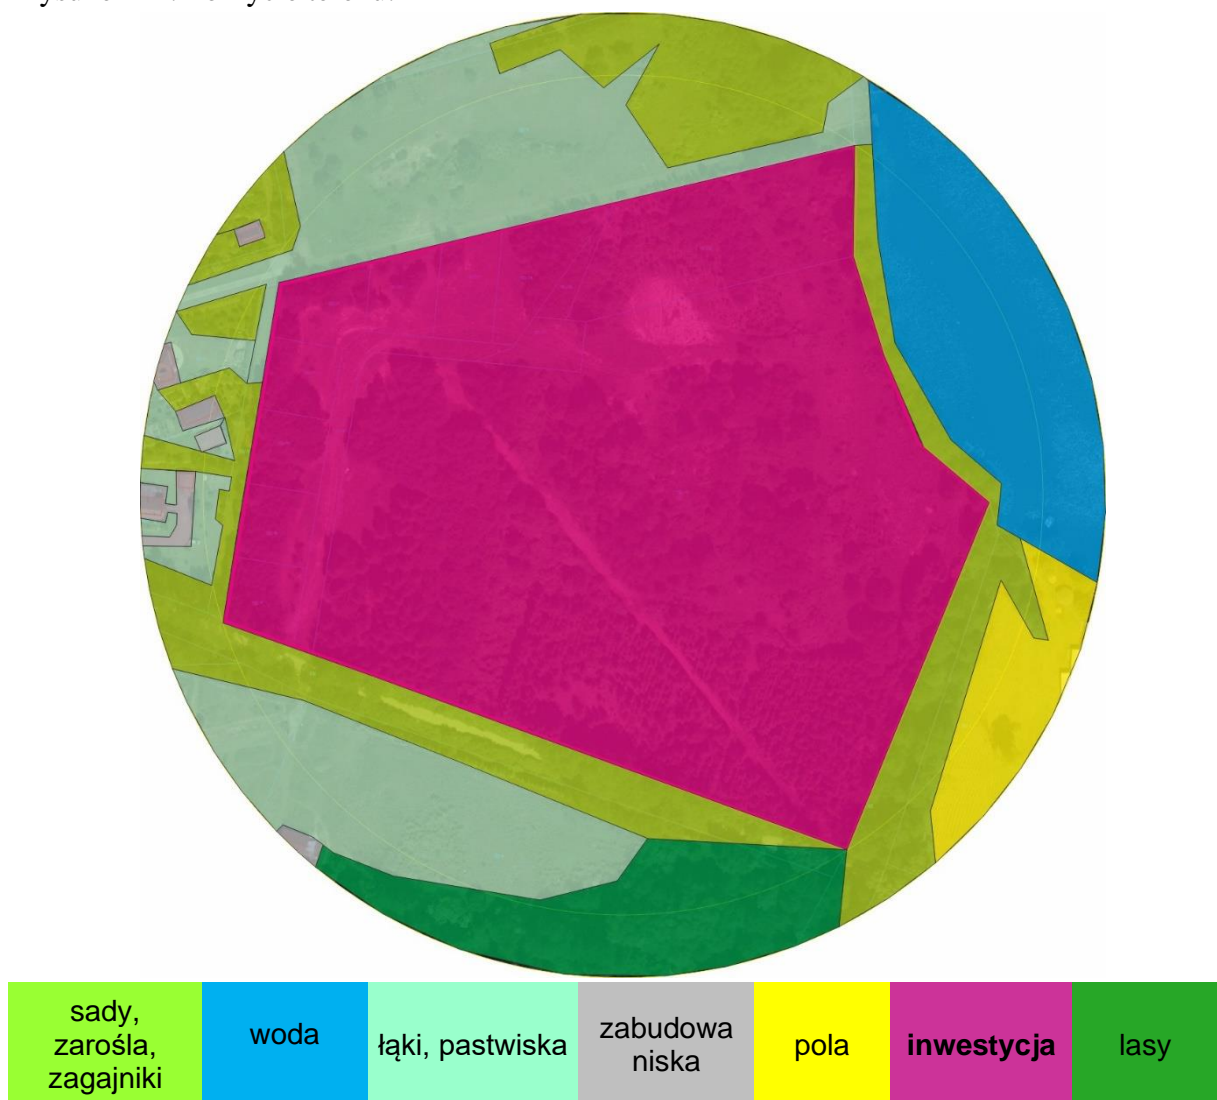 sady,
zarośla,
zagajniki
woda
łąki, pastwiska
zabudowa
niska
pola
inwestycja
lasy